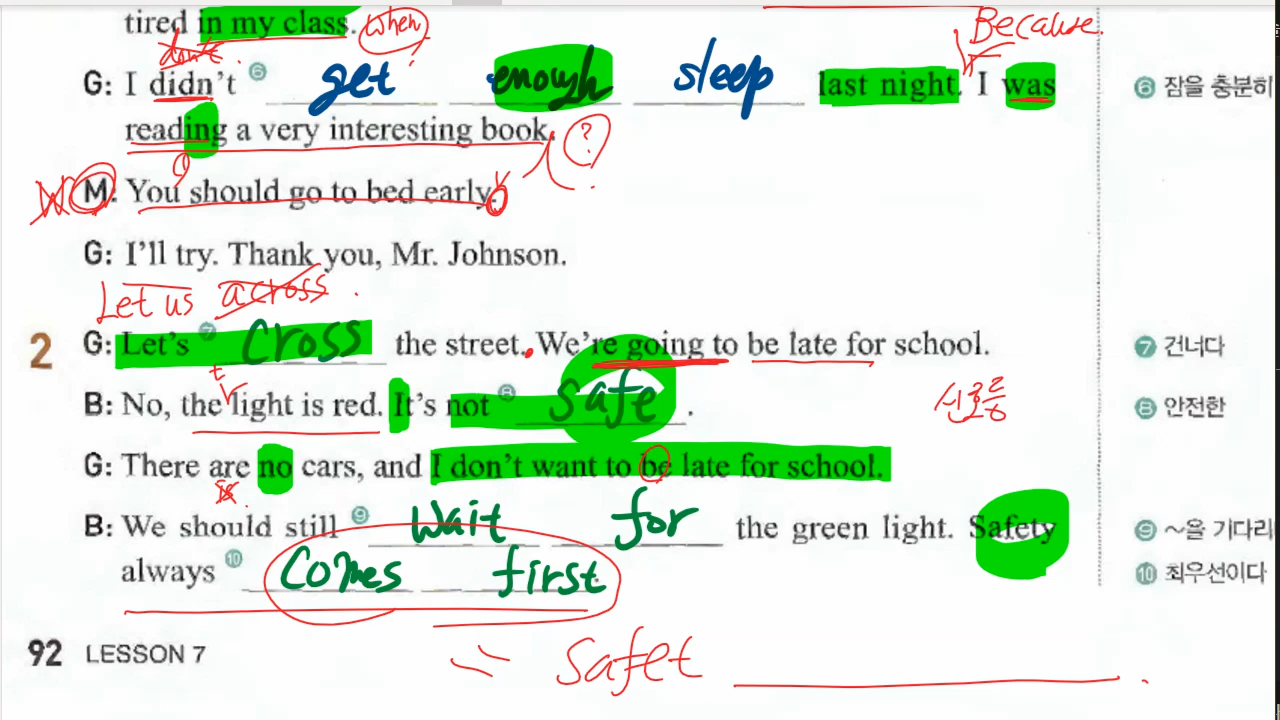 tired in my class. when ?
don't. Because.
G: I didn't ⑥ get enough sleep last night. I was ⑥ 잠을 충분히
reading a very interesting book. ?
M: You should go to bed early.
G: I'll try. Thank you, Mr. Johnson.
Let us across.
2 G: Let's ⑦ cross the street. We're going to be late for school. ⑦ 건너다
B: No, the light is red. It's not ⑧ safe. 신호등 ⑧ 안전한
G: There are no cars, and I don't want to be late for school.
is.
B: We should still ⑨ wait for the green light. Safety ⑨ ~을 기다리
always ⑩ comes first ⑩ 최우선이다
92 LESSON 7
= Safet ______.